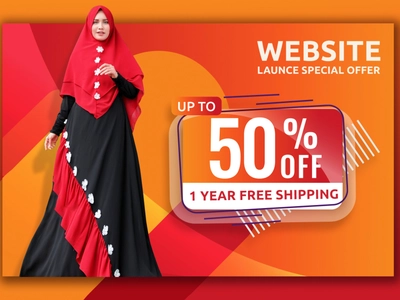 WEBSITE
LAUNCE SPECIAL OFFER
UP TO
50% OFF
1 YEAR FREE SHIPPING